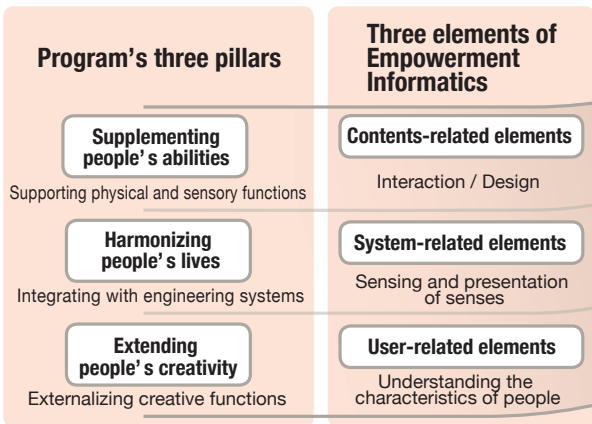 Program's three pillars
Supplementing
people's abilities
Supporting physical and sensory functions
Harmonizing
people's lives
Integrating with engineering systems
Extending
people's creativity
Externalizing creative functions
Three elements of
Empowerment
Informatics
Contents-related elements
Interaction / Design
System-related elements
Sensing and presentation
of senses
User-related elements
Understanding the
characteristics of people